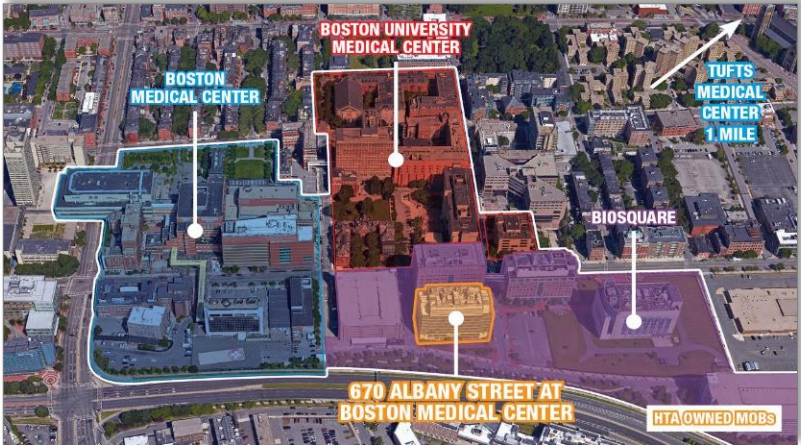 BOSTON UNIVERSITY
MEDICAL CENTER
BOSTON
MEDICAL CENTER
TUFTS
MEDICAL
CENTER
1 MILE
BIOSQUARE
670 ALBANY STREET AT
BOSTON MEDICAL CENTER
HTA OWNED MOBs